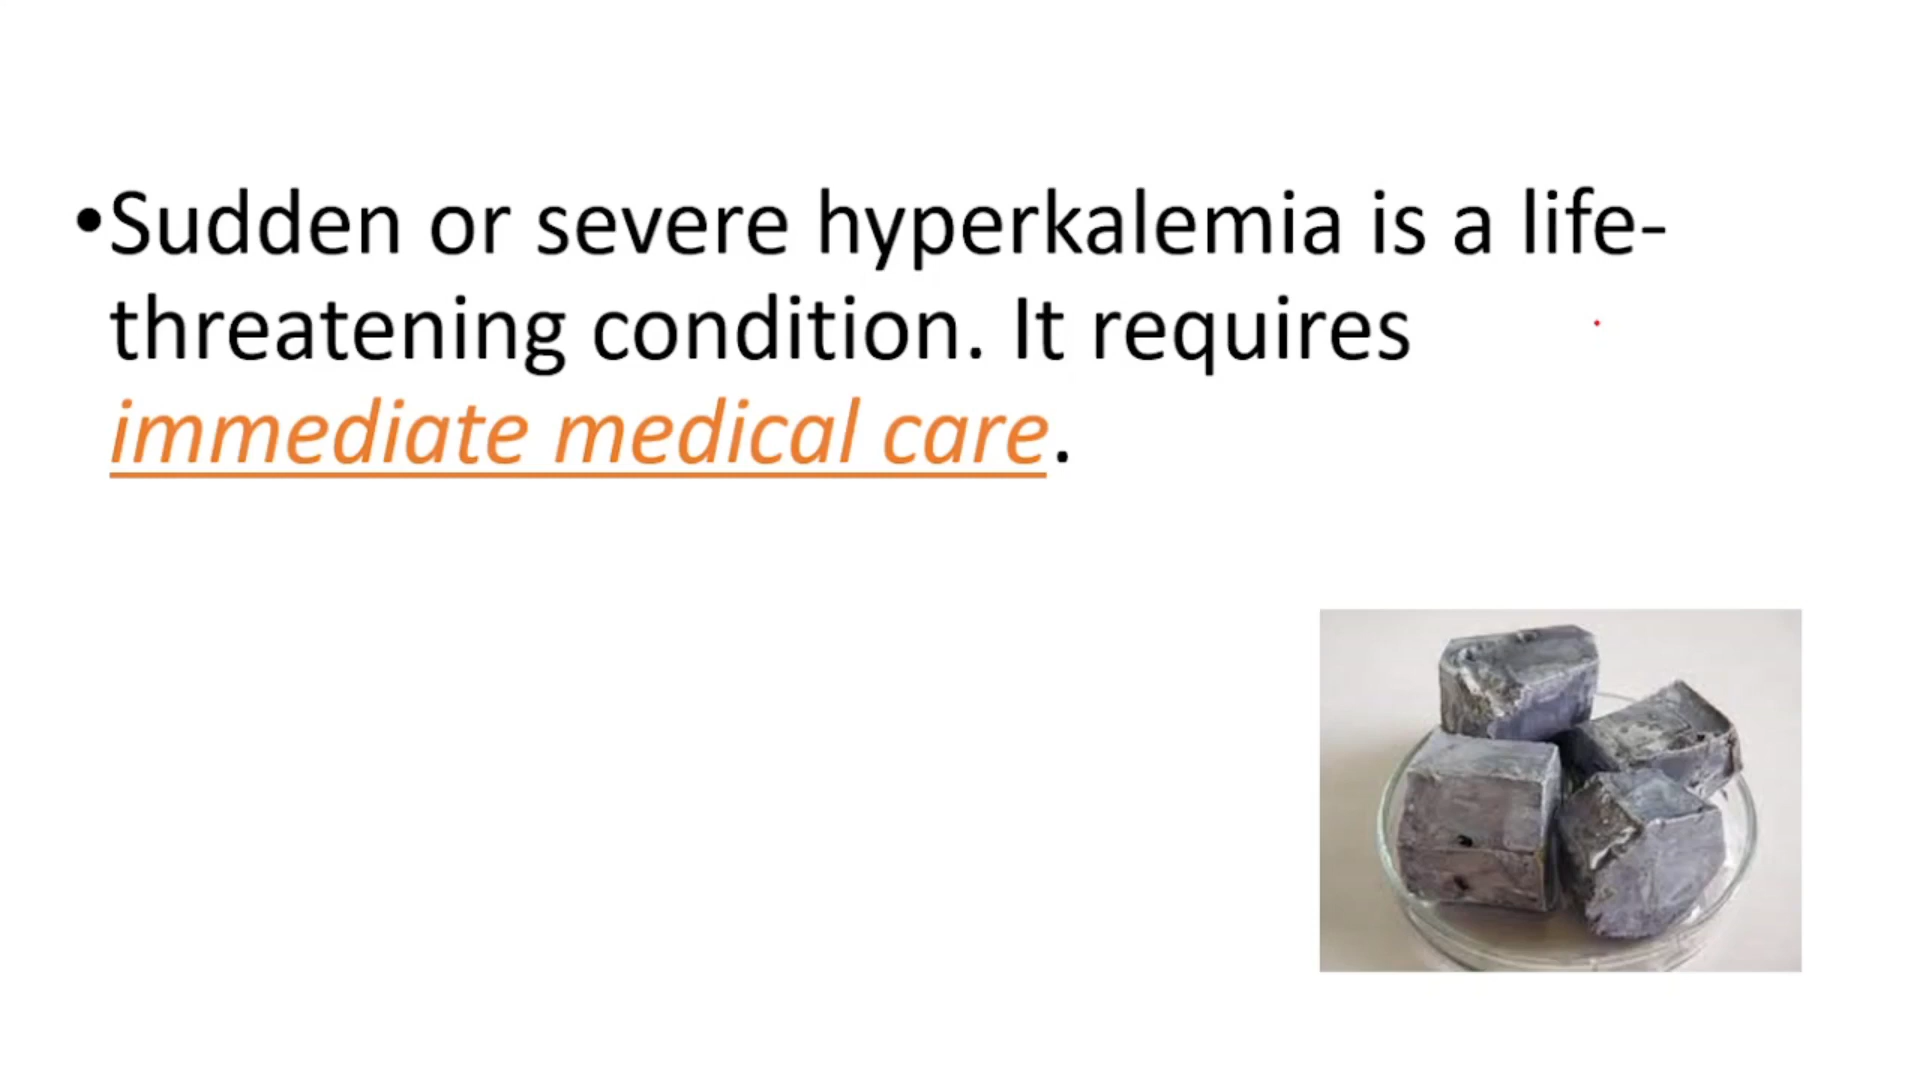 •Sudden or severe hyperkalemia is a life-
threatening condition. It requires
immediate medical care.